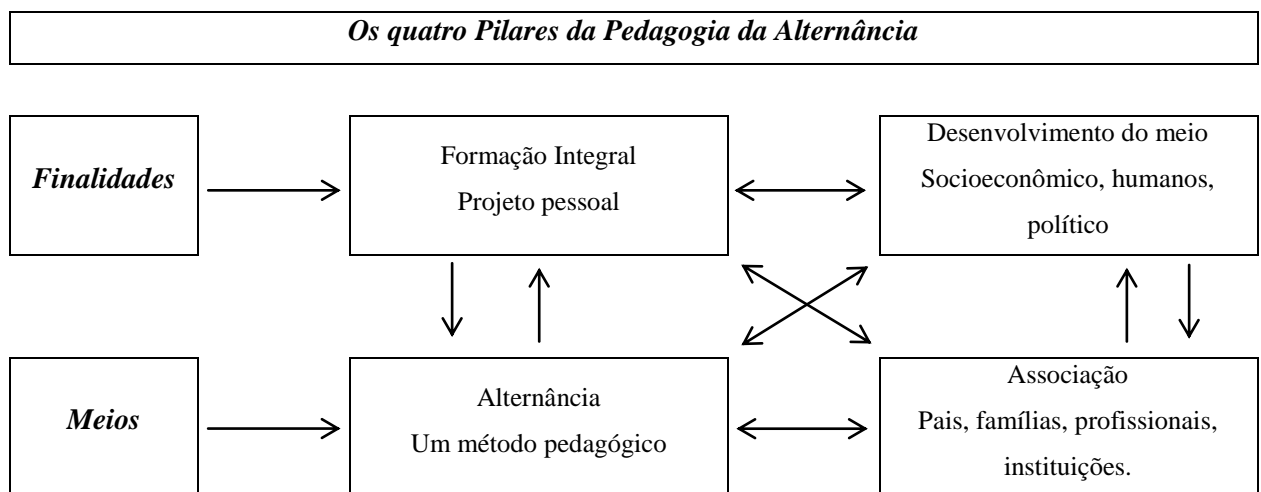 Os quatro Pilares da Pedagogia da Alternância
Finalidades
Formação Integral
Projeto pessoal
Desenvolvimento do meio
Socioeconômico, humanos,
político
Meios
Alternância
Um método pedagógico
Associação
Pais, famílias, profissionais,
instituições.